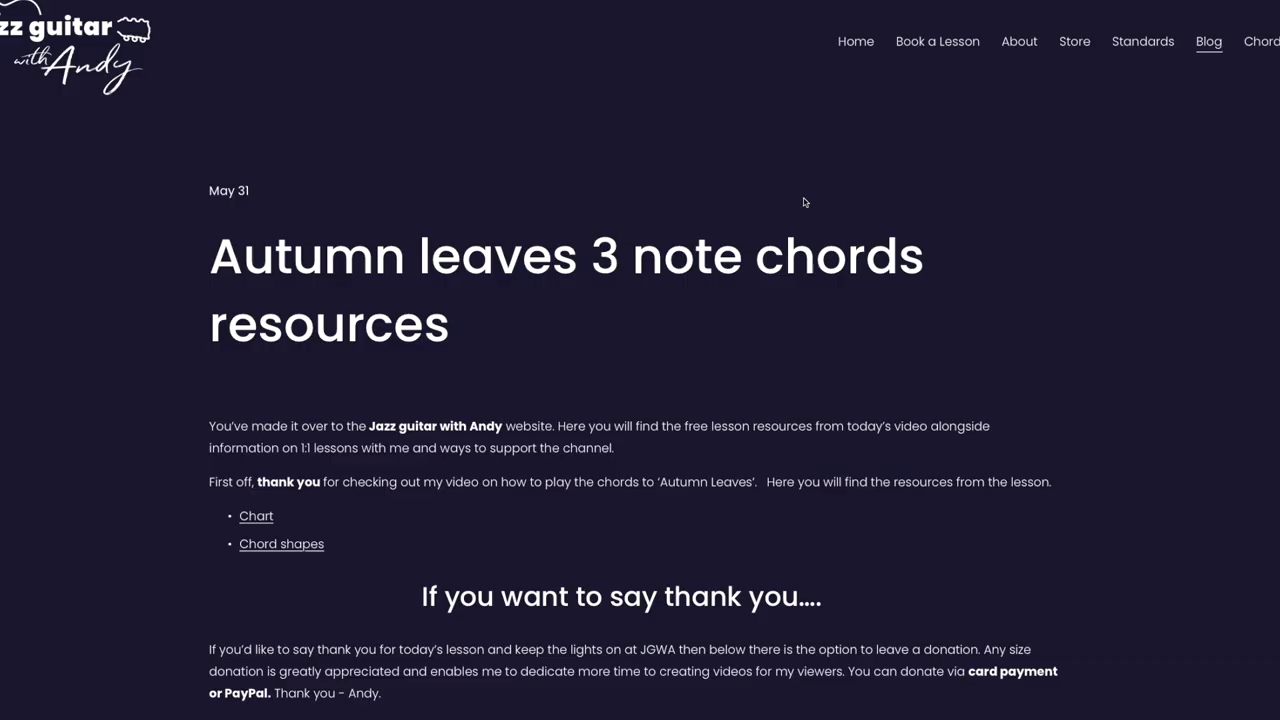 zz guitar
with Andy
Home Book a Lesson About Store Standards Blog Chord
May 31
Autumn leaves 3 note chords
resources
You’ve made it over to the Jazz guitar with Andy website. Here you will find the free lesson resources from today’s video alongside
information on 1:1 lessons with me and ways to support the channel.
First off, thank you for checking out my video on how to play the chords to ‘Autumn Leaves’.   Here you will find the resources from the lesson.
• Chart
• Chord shapes
If you want to say thank you....
If you’d like to say thank you for today’s lesson and keep the lights on at JGWA then below there is the option to leave a donation. Any size
donation is greatly appreciated and enables me to dedicate more time to creating videos for my viewers. You can donate via card payment
or PayPal. Thank you - Andy.